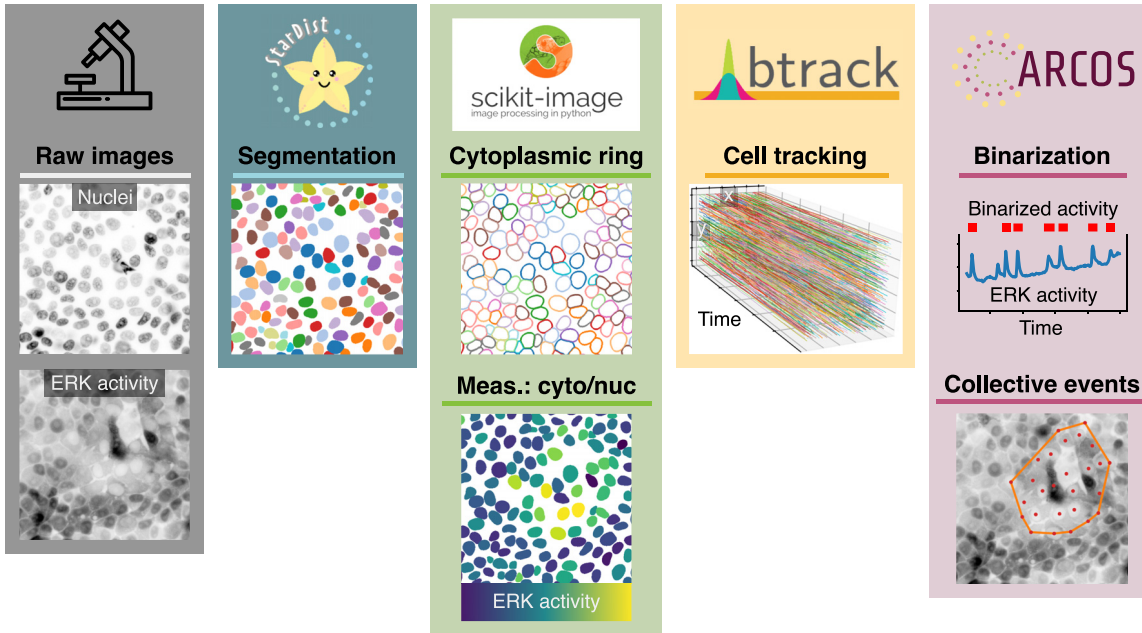 Raw images
Nuclei
ERK activity
StarDist
Segmentation
scikit-image
image processing in python
Cytoplasmic ring
Meas.: cyto/nuc
ERK activity
btrack
Cell tracking
x
y
Time
ARCOS
Binarization
Binarized activity
ERK activity
Time
Collective events